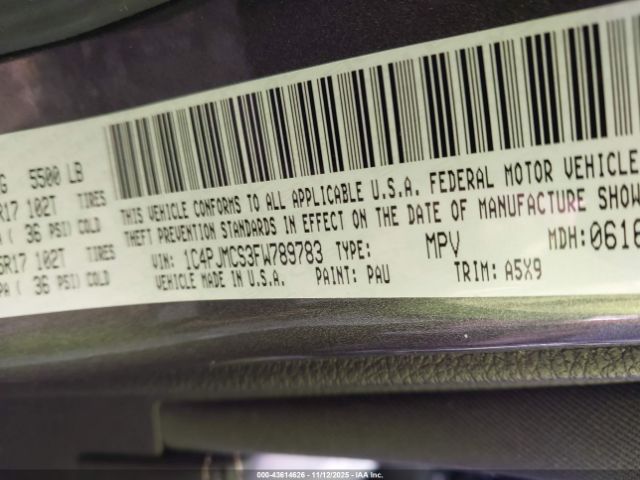 G 5500 LB
R17 102T TIRES
A ( 36 PSI) COLD
5R17 102T TIRES
PA ( 36 PSI) COLD
THIS VEHICLE CONFORMS TO ALL APPLICABLE U.S.A. FEDERAL MOTOR VEHICLE
THEFT PREVENTION STANDARDS IN EFFECT ON THE DATE OF MANUFACTURE SHOW
VIN: 1C4PJMCS3FW789783 TYPE: MPV MDH:0616
VEHICLE MADE IN U.S.A. PAINT: PAU TRIM: A5X9
000-43614626 - 11/12/2025 - IAA Inc.